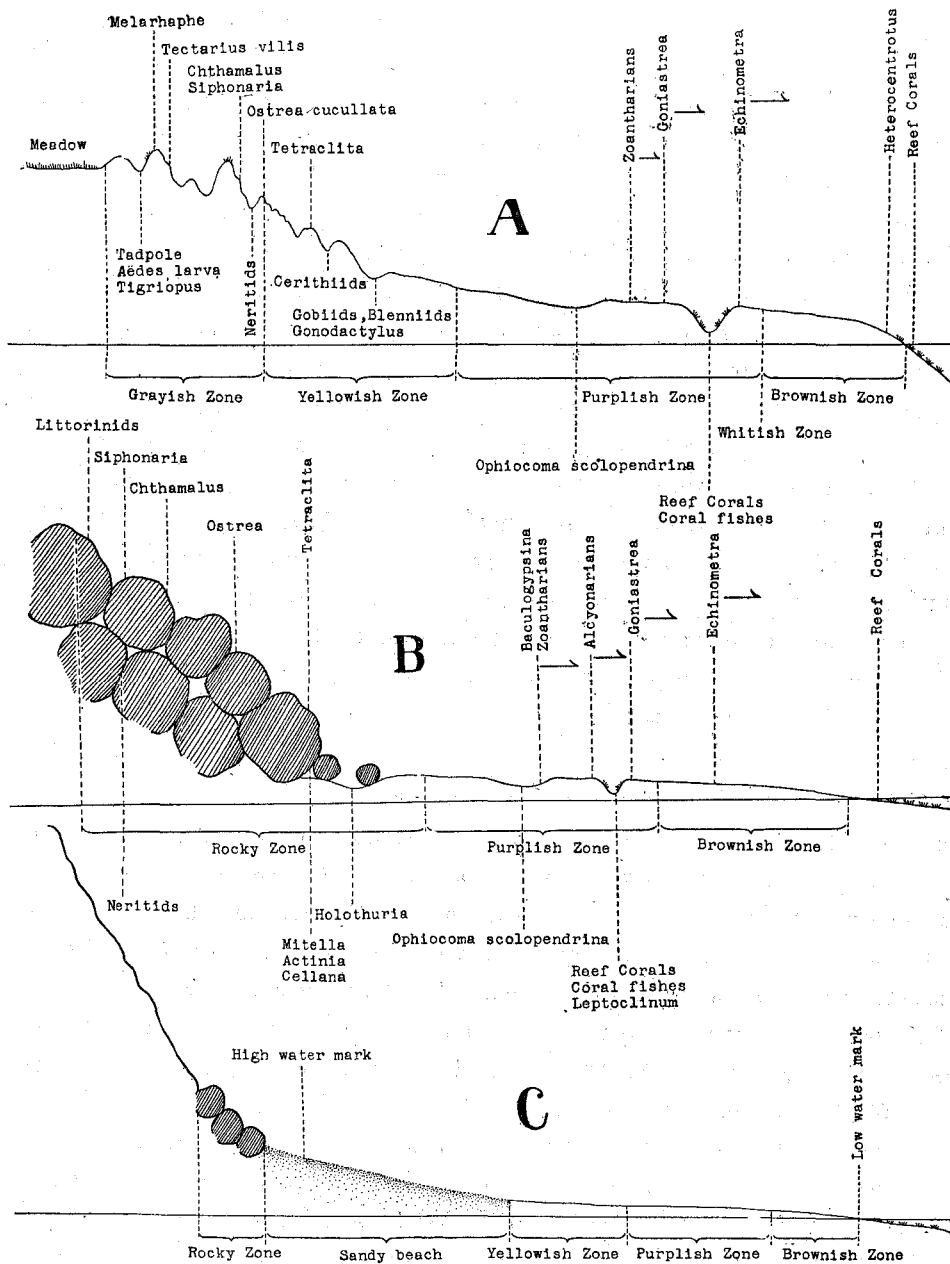 Melarhaphe
Tectarius vilis
Chthamalus
Siphonaria
Ostrea cucullata
Tetraclita
Meadow
Zoantharians
Goniastrea
Echinometra
Heterocentrotus
Reef Corals
A
Tadpole
Aëdes larva
Tigriopus
Neritids
Cerithiids
Gobiids, Blenniids
Gonodactylus
Grayish Zone
Yellowish Zone
Purplish Zone
Brownish Zone
Whitish Zone
Ophiocoma scolopendrina
Reef Corals
Coral fishes
Littorinids
Siphonaria
Chthamalus
Ostrea
Tetraclita
B
Baculogypsina
Zoantharians
Alcyonarians
Goniastrea
Echinometra
Reef Corals
Rocky Zone
Purplish Zone
Brownish Zone
Neritids
Holothuria
Mitella
Actinia
Cellana
Ophiocoma scolopendrina
Reef Corals
Coral fishes
Leptoclinum
High water mark
C
Low water mark
Rocky Zone
Sandy beach
Yellowish Zone
Purplish Zone
Brownish Zone